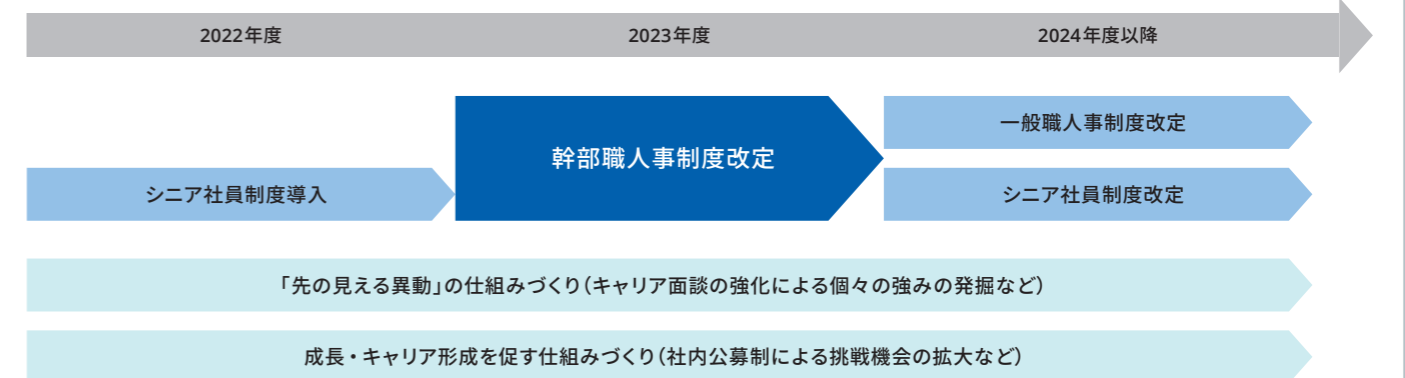 2022年度
2023年度
2024年度以降
幹部職人事制度改定
一般職人事制度改定
シニア社員制度導入
シニア社員制度改定
「先の見える異動」の仕組みづくり（キャリア面談の強化による個々の強みの発掘など）
成長・キャリア形成を促す仕組みづくり（社内公募制による挑戦機会の拡大など）